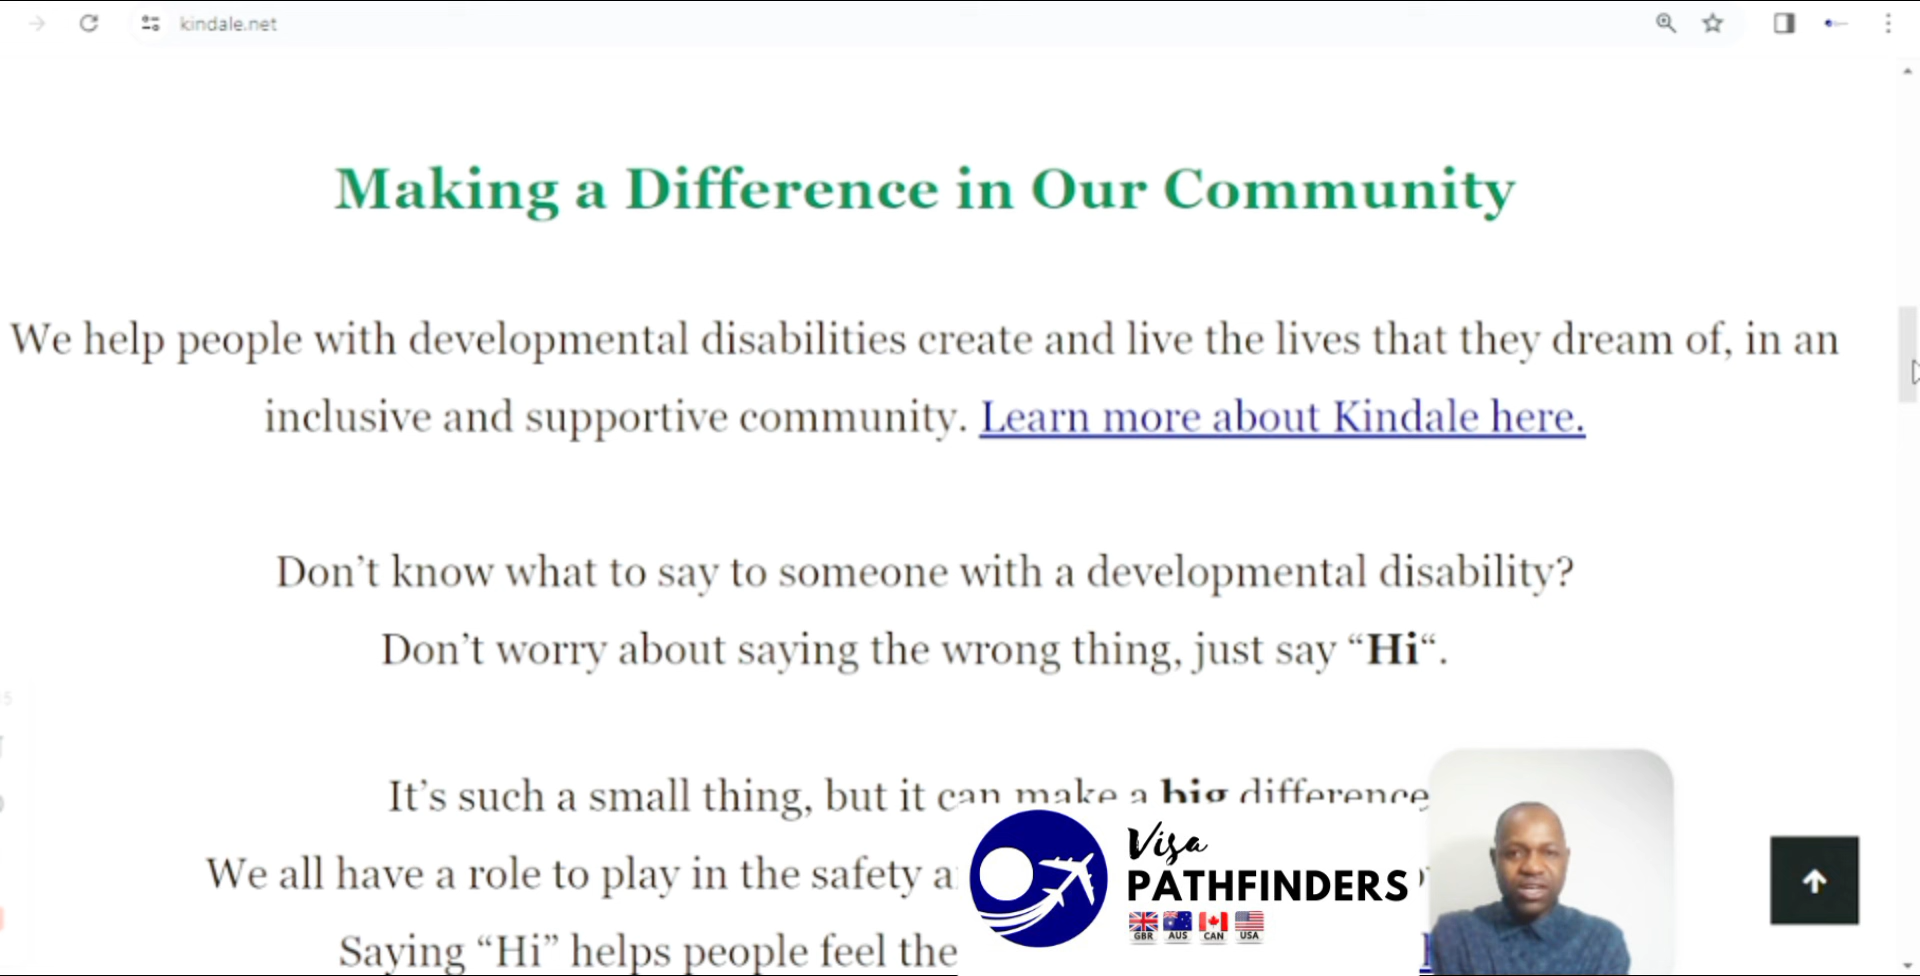 kindale.net
Making a Difference in Our Community
We help people with developmental disabilities create and live the lives that they dream of, in an
inclusive and supportive community. Learn more about Kindale here.
Don’t know what to say to someone with a developmental disability?
Don’t worry about saying the wrong thing, just say “Hi“.
It’s such a small thing, but it can make a big difference
We all have a role to play in the safety a
Saying “Hi” helps people feel the
Visa
PATHFINDERS
GBR AUS CAN USA